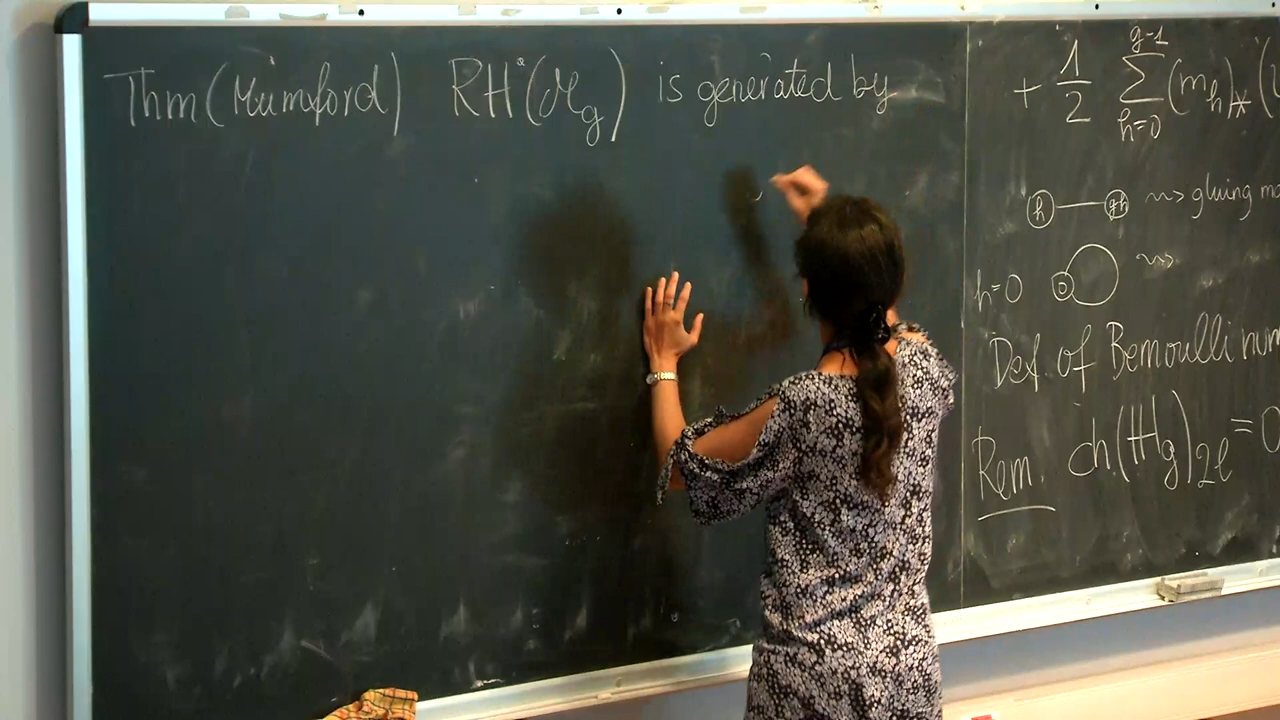 Thm (Mumford) RH*(M_g) is generated by
+ 1/2 Σ_{h=0}^{g-1} (m_h)_* (
h — g-h ~> gluing ma
h=0 0 ~>
Def. of Bernoulli num
Rem. ch(H_g)_{2l} = 0